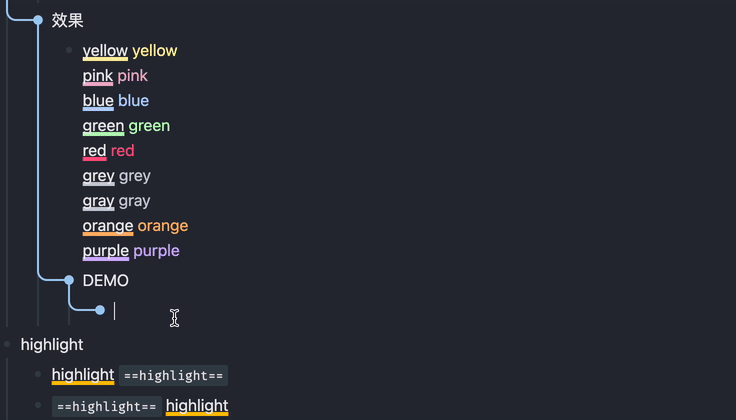 效果
yellow yellow
pink pink
blue blue
green green
red red
grey grey
gray gray
orange orange
purple purple
DEMO
highlight
highlight ==highlight==
==highlight== highlight